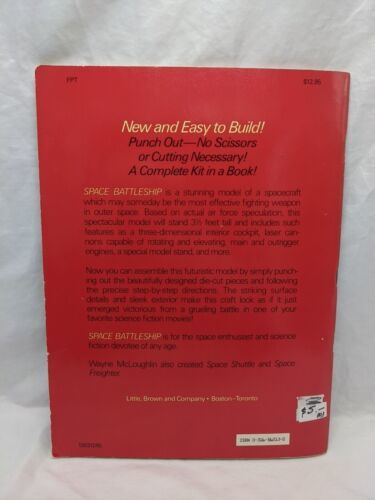 FPT $12.95
New and Easy to Build!
Punch Out—No Scissors
or Cutting Necessary!
A Complete Kit in a Book!
SPACE BATTLESHIP is a stunning model of a spacecraft
which may someday be the most effective fighting weapon
in outer space. Based on actual air force speculation, this
spectacular model will stand 3½ feet tall and includes such
features as a three-dimensional interior cockpit, laser can-
nons capable of rotating and elevating, main and outrigger
engines, a special model stand, and more.
Now you can assemble this futuristic model by simply punch-
ing out the beautifully designed die-cut pieces and following
the precise step-by-step directions. The striking surface
details and sleek exterior make this craft look as if it just
emerged victorious from a grueling battle in one of your
favorite science fiction movies!
SPACE BATTLESHIP is for the space enthusiast and science
fiction devotee of any age.
Wayne McLoughlin also created Space Shuttle and Space
Freighter.
Little, Brown and Company • Boston–Toronto
$5.-
ISBN 0-316-